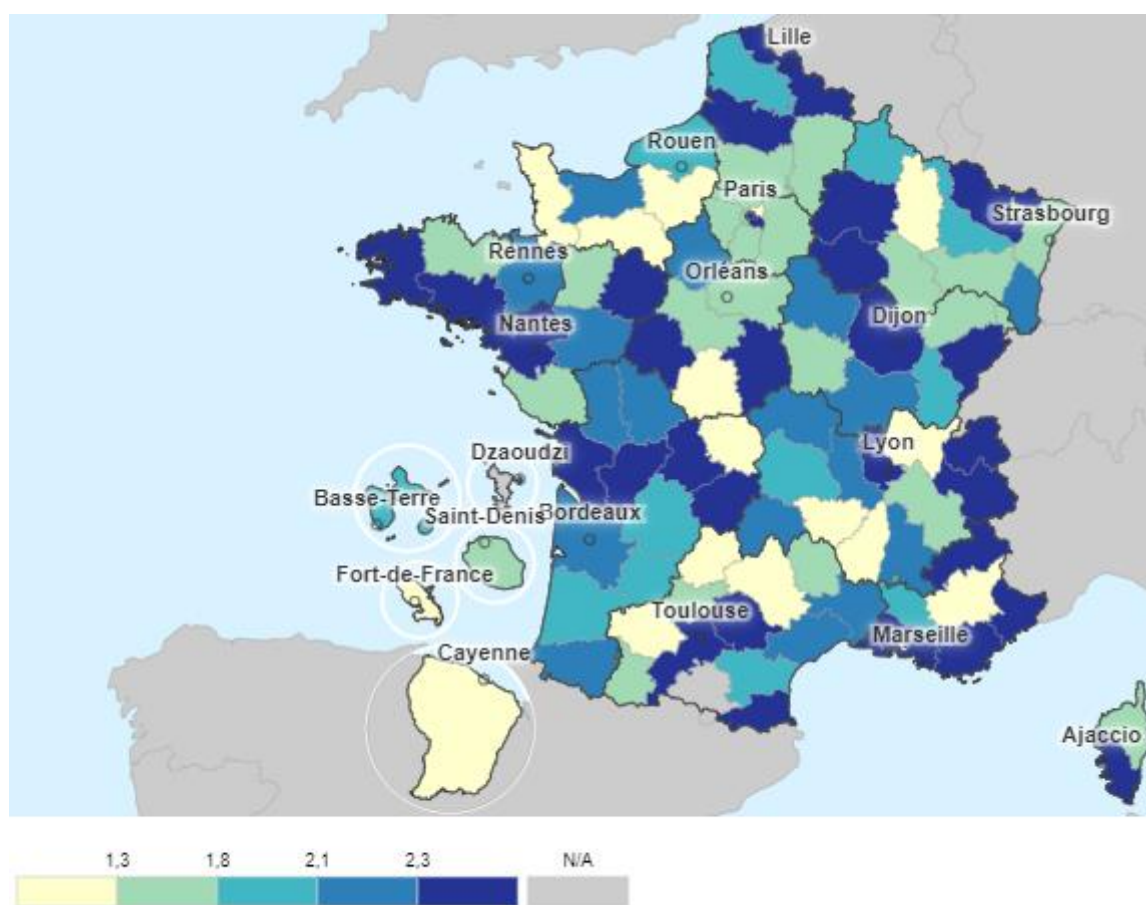 Lille
Rouen
Paris
Strasbourg
Rennes
Orléans
Nantes
Dijon
Lyon
Dzaoudzi
Basse-Terre
Saint-Denis
Bordeaux
Fort-de-France
Toulouse
Marseille
Cayenne
Ajaccio
1,3 1,8 2,1 2,3 N/A